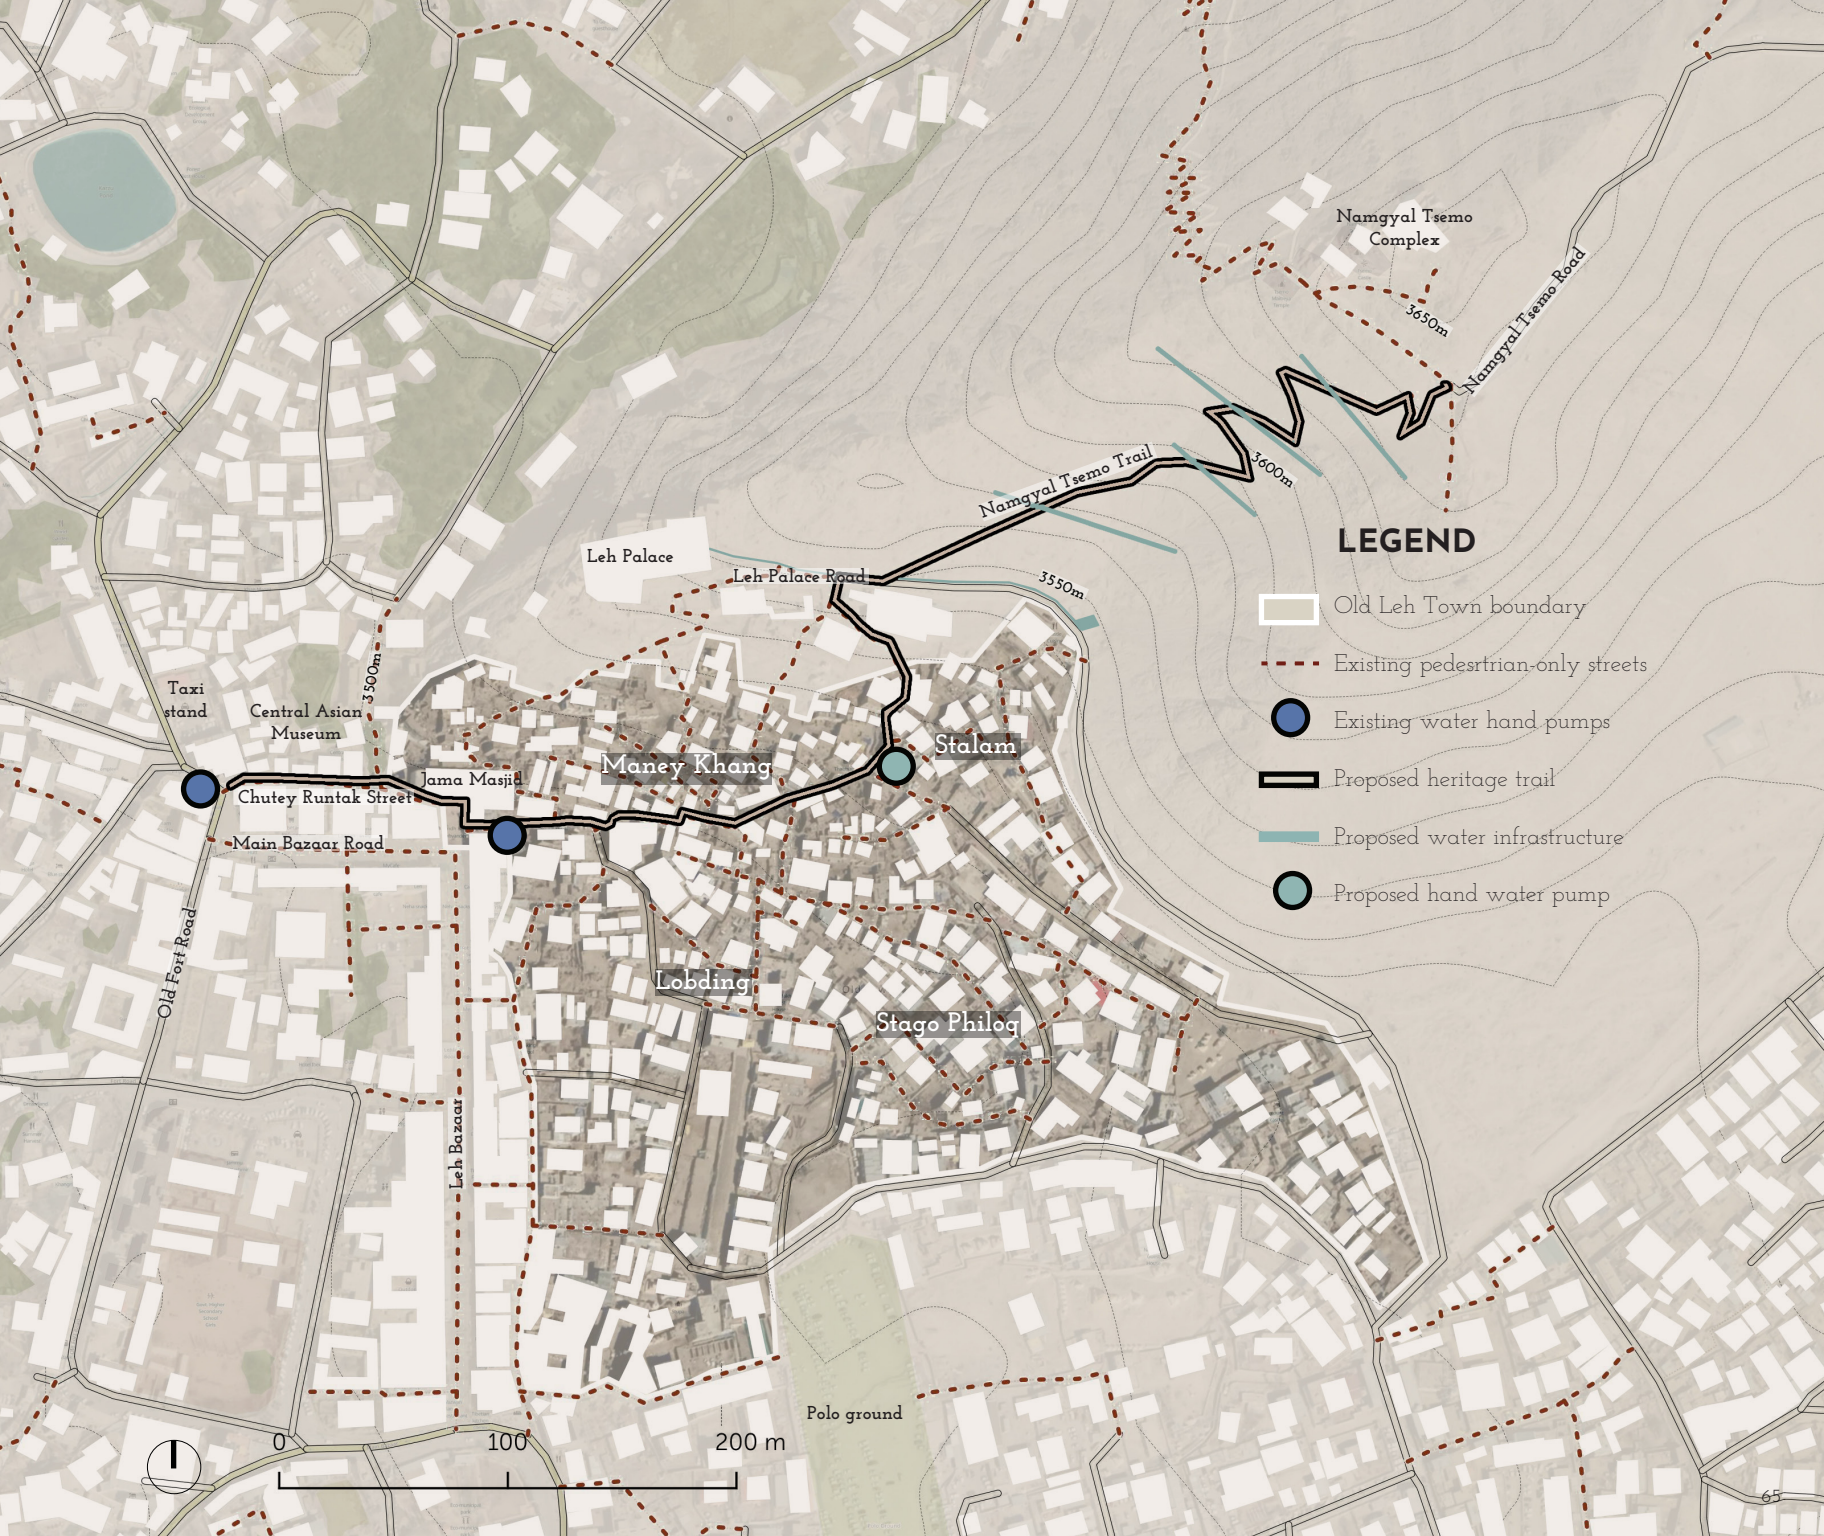 Namgyal Tsemo
Complex
3650m
Namgyal Tsemo Road
Namgyal Tsemo Trail
3600m
Leh Palace
Leh Palace Road
3550m
LEGEND
Old Leh Town boundary
Existing pedesrtrian-only streets
Existing water hand pumps
Proposed heritage trail
Proposed water infrastructure
Proposed hand water pump
3500m
Taxi
stand
Central Asian
Museum
Jama Masjid
Chutey Runtak Street
Main Bazaar Road
Maney Khang
Stalam
Old Fort Road
Lobding
Stago Philoq
Leh Bazaar
Polo ground
0 100 200 m
65